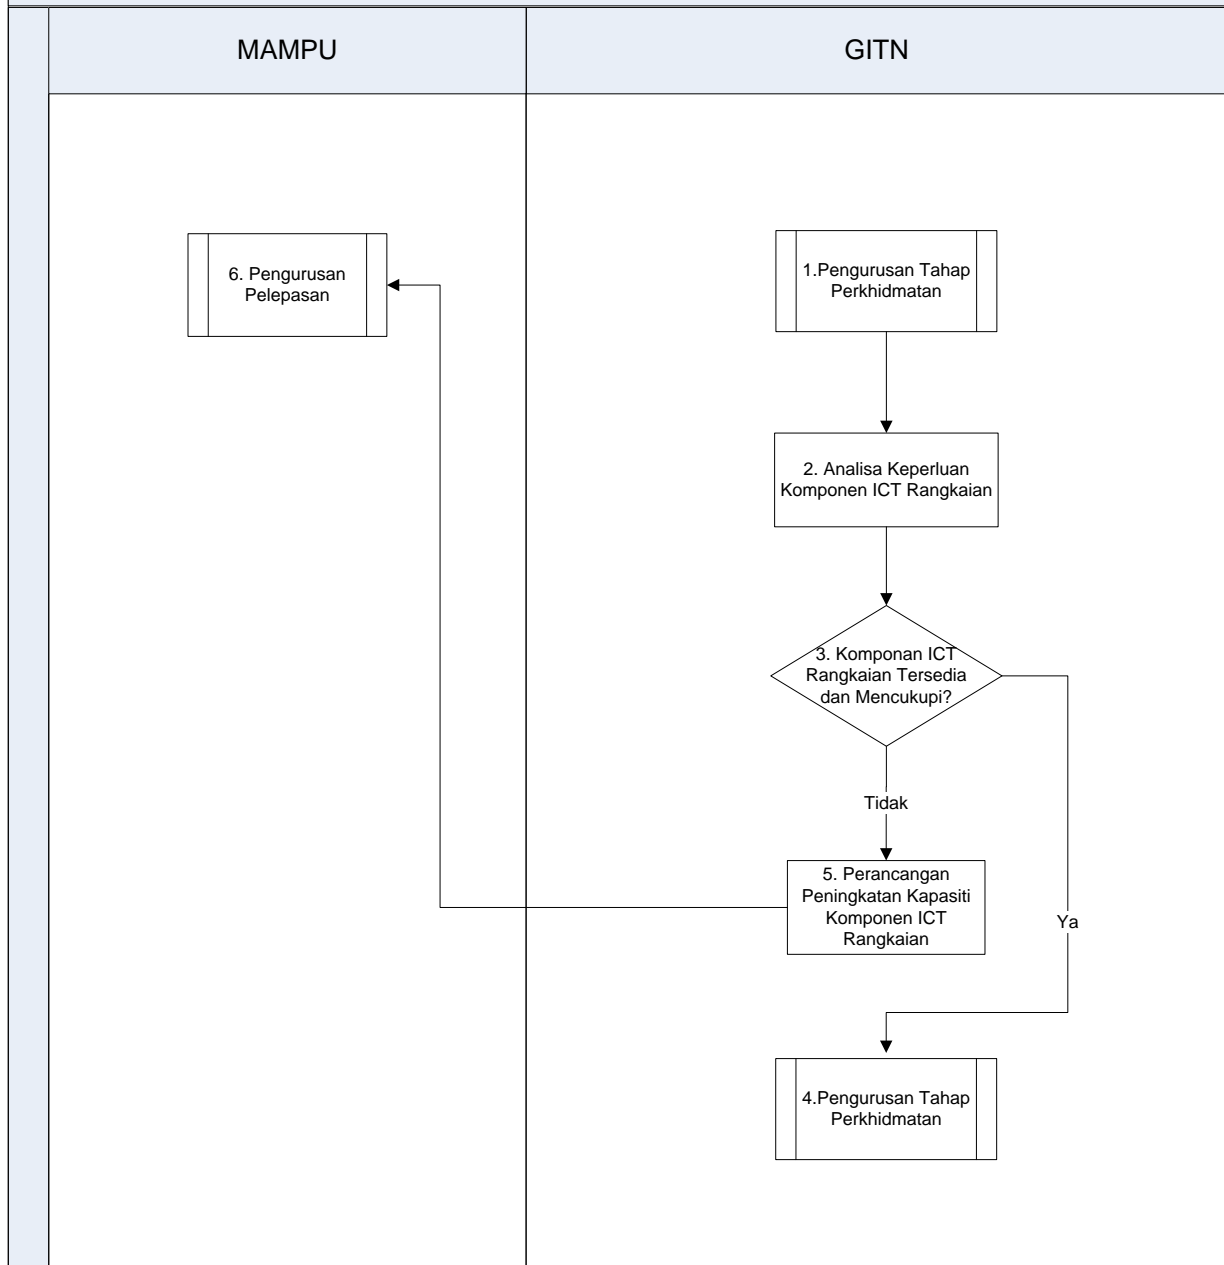 MAMPU
GITN
6. Pengurusan
Pelepasan
1.Pengurusan Tahap
Perkhidmatan
2. Analisa Keperluan
Komponen ICT Rangkaian
3. Komponan ICT
Rangkaian Tersedia
dan Mencukupi?
Tidak
5. Perancangan
Peningkatan Kapasiti
Komponen ICT
Rangkaian
Ya
4.Pengurusan Tahap
Perkhidmatan